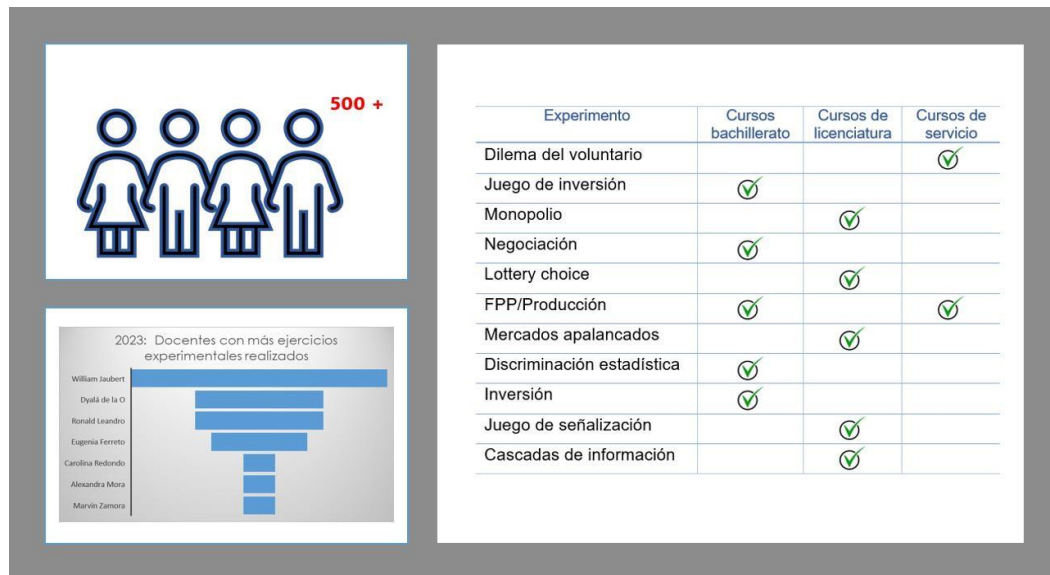 500 +
2023: Docentes con más ejercicios
experimentales realizados
William Jaubert
Dyalá de la O
Ronald Leandro
Eugenia Ferreto
Carolina Redondo
Alexandra Mora
Marvin Zamora
Experimento
Cursos
bachillerato
Cursos de
licenciatura
Cursos de
servicio
Dilema del voluntario
Juego de inversión
Monopolio
Negociación
Lottery choice
FPP/Producción
Mercados apalancados
Discriminación estadística
Inversión
Juego de señalización
Cascadas de información